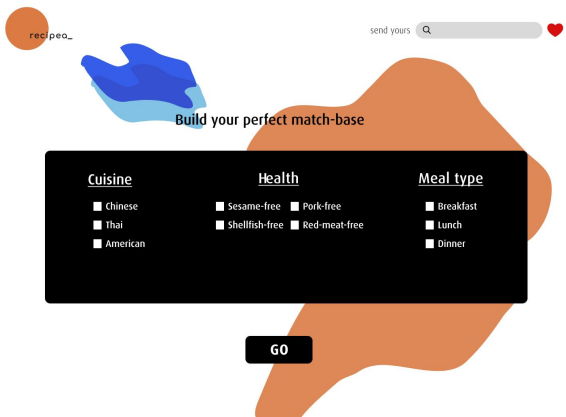 recipea_
send yours
Build your perfect match-base
Cuisine
Chinese
Thai
American
Health
Sesame-free
Pork-free
Shellfish-free
Red-meat-free
Meal type
Breakfast
Lunch
Dinner
GO